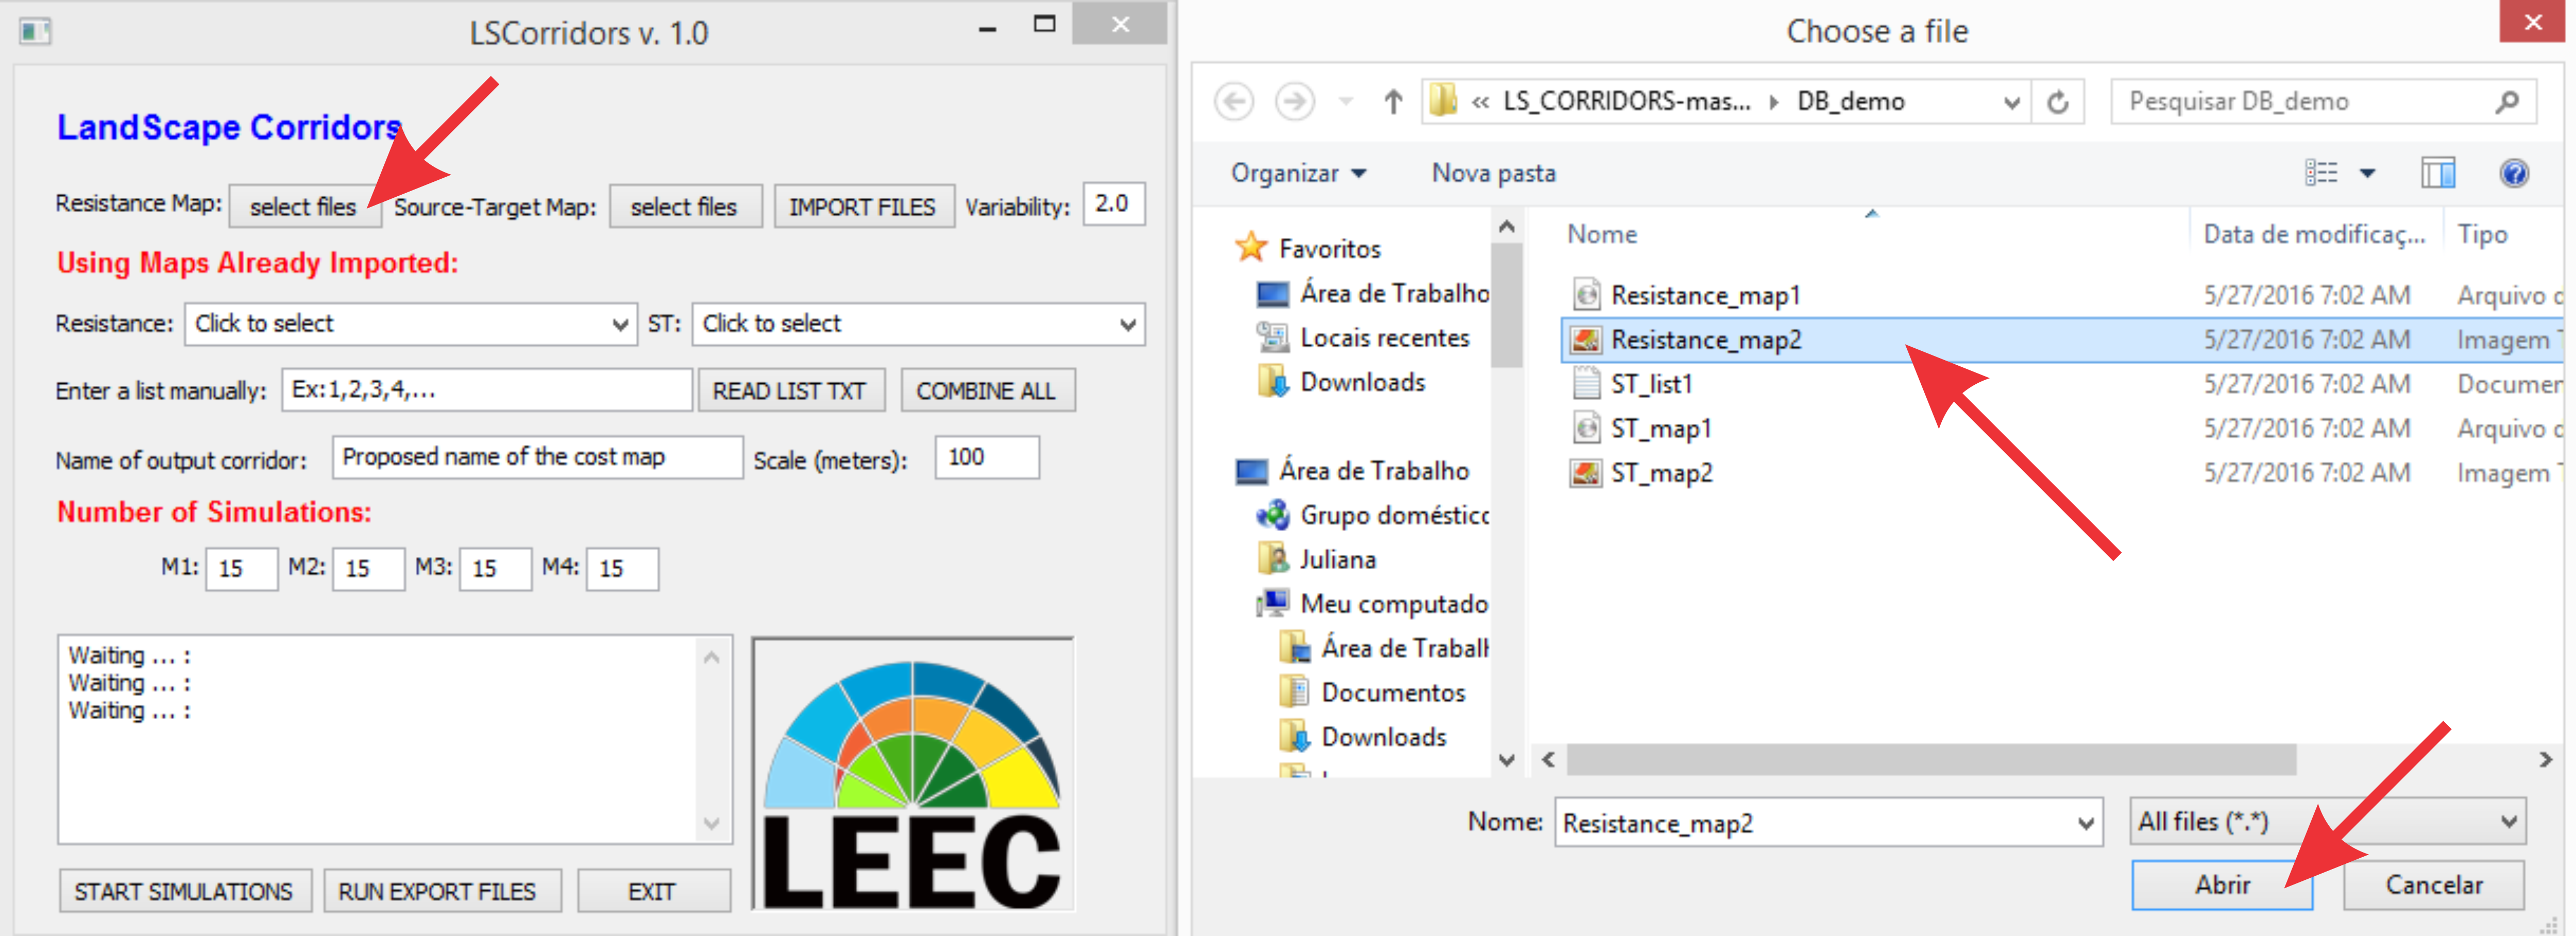 LSCorridors v. 1.0
LandScape Corridors
Resistance Map: select files Source-Target Map: select files IMPORT FILES Variability: 2.0
Using Maps Already Imported:
Resistance: Click to select ST: Click to select
Enter a list manually: Ex:1,2,3,4,... READ LIST TXT COMBINE ALL
Name of output corridor: Proposed name of the cost map Scale (meters): 100
Number of Simulations:
M1: 15 M2: 15 M3: 15 M4: 15
Waiting ... :
Waiting ... :
Waiting ... :
LEEC
START SIMULATIONS RUN EXPORT FILES EXIT
Choose a file
« LS_CORRIDORS-mas... DB_demo Pesquisar DB_demo
Organizar Nova pasta
Favoritos
Área de Trabalho
Locais recentes
Downloads
Área de Trabalho
Grupo doméstico
Juliana
Meu computado
Área de Trabal
Documentos
Downloads
Nome Data de modificaç... Tipo
Resistance_map1 5/27/2016 7:02 AM Arquivo
Resistance_map2 5/27/2016 7:02 AM Imagem
ST_list1 5/27/2016 7:02 AM Documen
ST_map1 5/27/2016 7:02 AM Arquivo
ST_map2 5/27/2016 7:02 AM Imagem
Nome: Resistance_map2 All files (*.*)
Abrir Cancelar